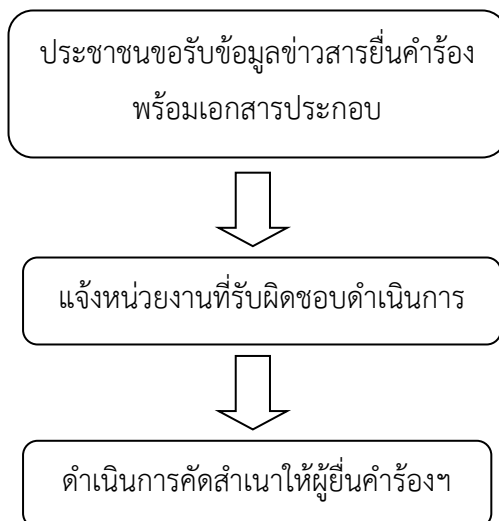 ประชาชนขอรับข้อมูลข่าวสารยื่นคำร้อง
พร้อมเอกสารประกอบ
แจ้งหน่วยงานที่รับผิดชอบดำเนินการ
ดำเนินการคัดสำเนาให้ผู้ยื่นคำร้องฯ